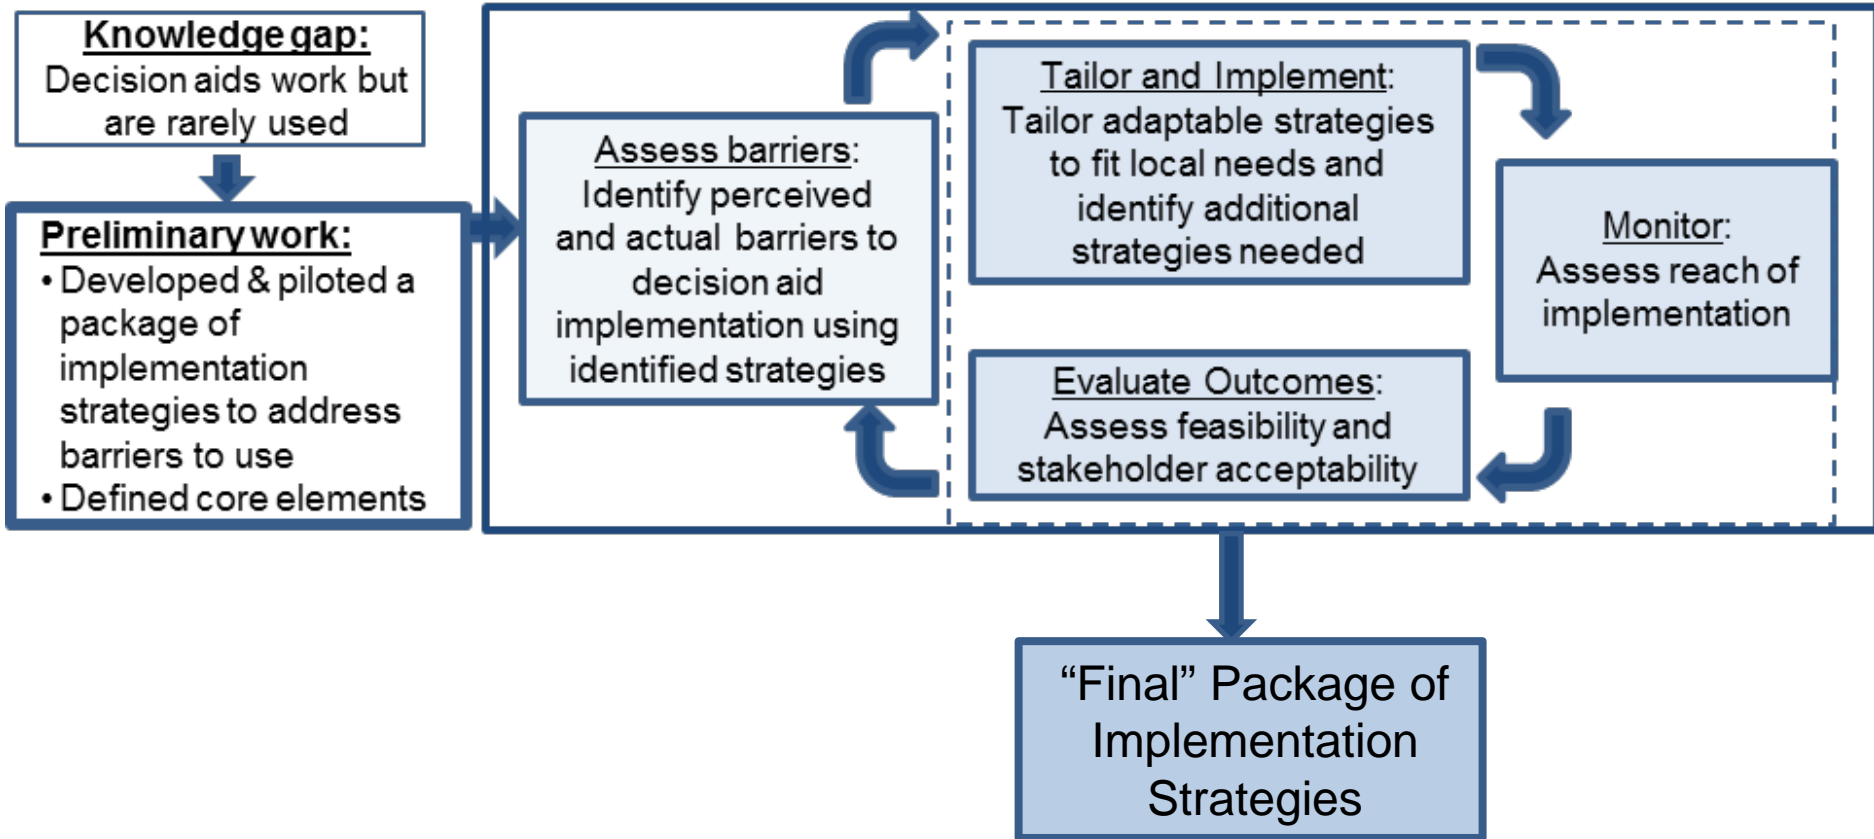 Knowledge gap:
Decision aids work but
are rarely used
Preliminary work:
• Developed & piloted a
package of
implementation
strategies to address
barriers to use
• Defined core elements
Assess barriers:
Identify perceived
and actual barriers to
decision aid
implementation using
identified strategies
Tailor and Implement:
Tailor adaptable strategies
to fit local needs and
identify additional
strategies needed
Monitor:
Assess reach of
implementation
Evaluate Outcomes:
Assess feasibility and
stakeholder acceptability
“Final” Package of
Implementation
Strategies